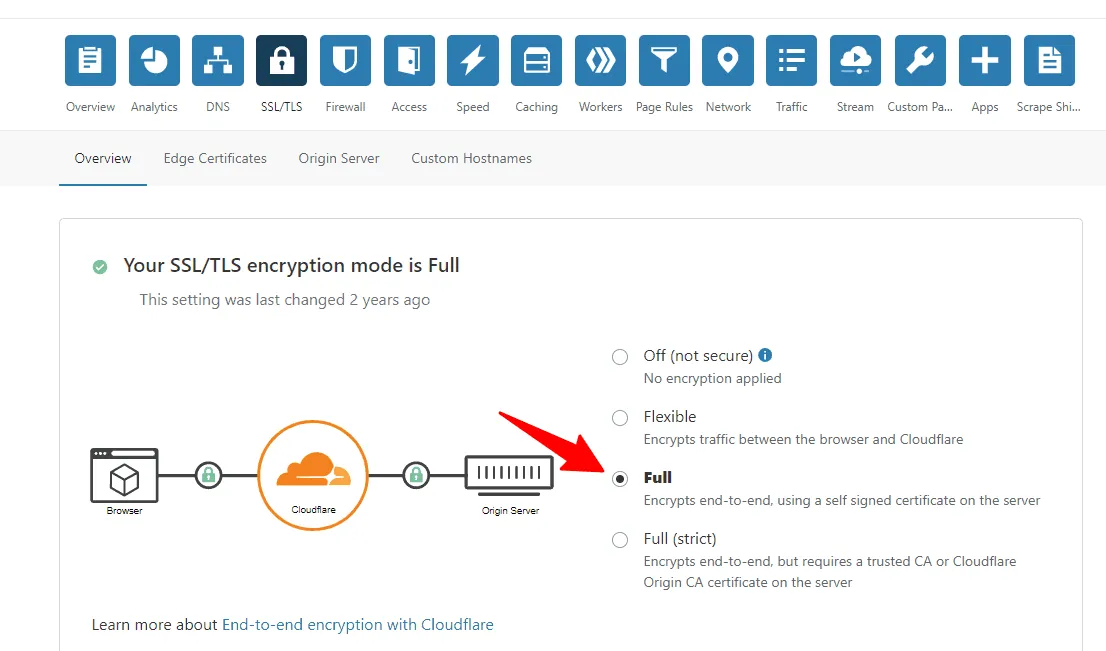 Overview Analytics DNS SSL/TLS Firewall Access Speed Caching Workers Page Rules Network Traffic Stream Custom Pa... Apps Scrape Shi...
Overview Edge Certificates Origin Server Custom Hostnames
Your SSL/TLS encryption mode is Full
This setting was last changed 2 years ago
Browser
Cloudflare
Origin Server
Off (not secure)
No encryption applied
Flexible
Encrypts traffic between the browser and Cloudflare
Full
Encrypts end-to-end, using a self signed certificate on the server
Full (strict)
Encrypts end-to-end, but requires a trusted CA or Cloudflare
Origin CA certificate on the server
Learn more about End-to-end encryption with Cloudflare